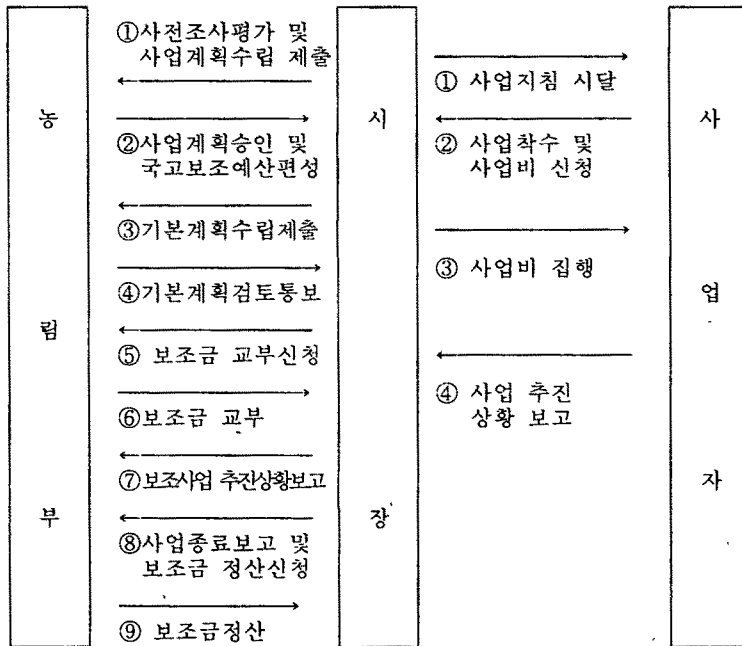 농림부
①사전조사평가 및
사업계획수립 제출
②사업계획승인 및
국고보조예산편성
③기본계획수립제출
④기본계획검토통보
⑤ 보조금 교부신청
⑥보조금 교부
⑦보조사업 추진상황보고
⑧사업종료보고 및
보조금 정산신청
⑨ 보조금정산
시장
① 사업지침 시달
② 사업착수 및
사업비 신청
③ 사업비 집행
④ 사업 추진
상황 보고
사업자